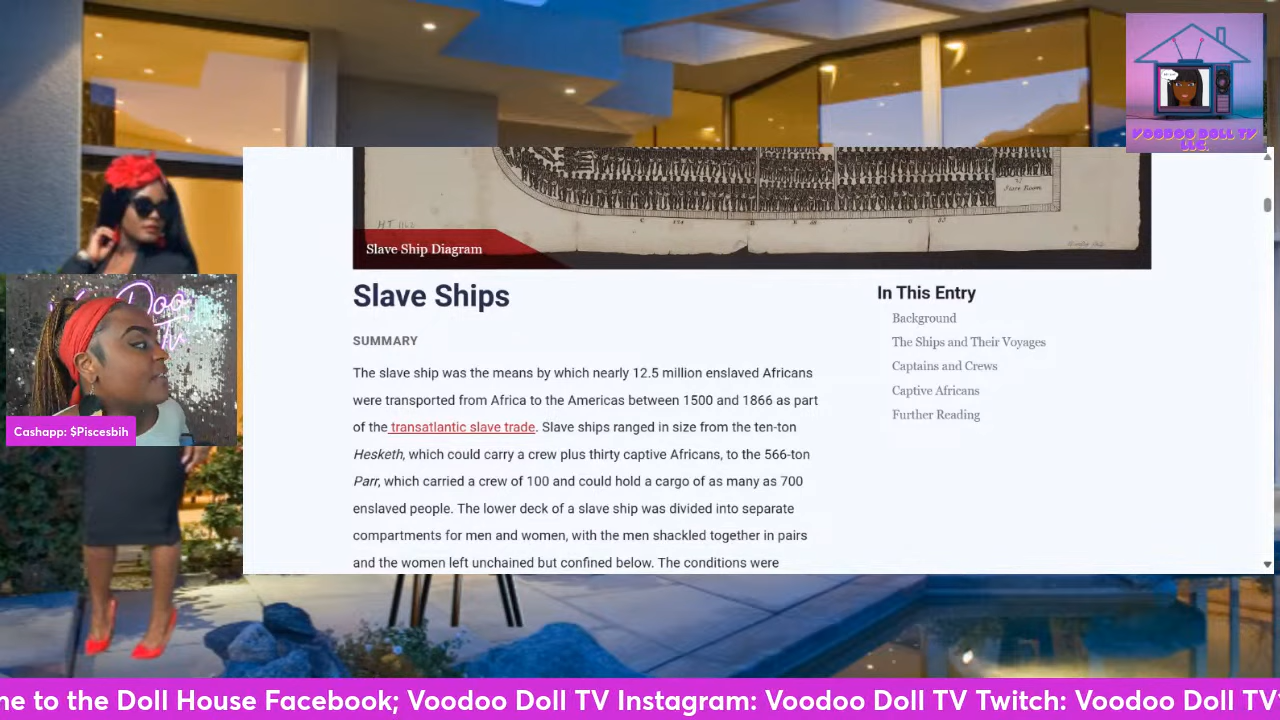 VOODOO DOLL TV
LLC.
Store Room
Slave Ship Diagram
Slave Ships
In This Entry
Background
The Ships and Their Voyages
Captains and Crews
Captive Africans
Further Reading
SUMMARY
The slave ship was the means by which nearly 12.5 million enslaved Africans
were transported from Africa to the Americas between 1500 and 1866 as part
of the transatlantic slave trade. Slave ships ranged in size from the ten-ton
Hesketh, which could carry a crew plus thirty captive Africans, to the 566-ton
Parr, which carried a crew of 100 and could hold a cargo of as many as 700
enslaved people. The lower deck of a slave ship was divided into separate
compartments for men and women, with the men shackled together in pairs
and the women left unchained but confined below. The conditions were
Cashapp: $Piscesbih
me to the Doll House Facebook; Voodoo Doll TV Instagram: Voodoo Doll TV Twitch: Voodoo Doll TV